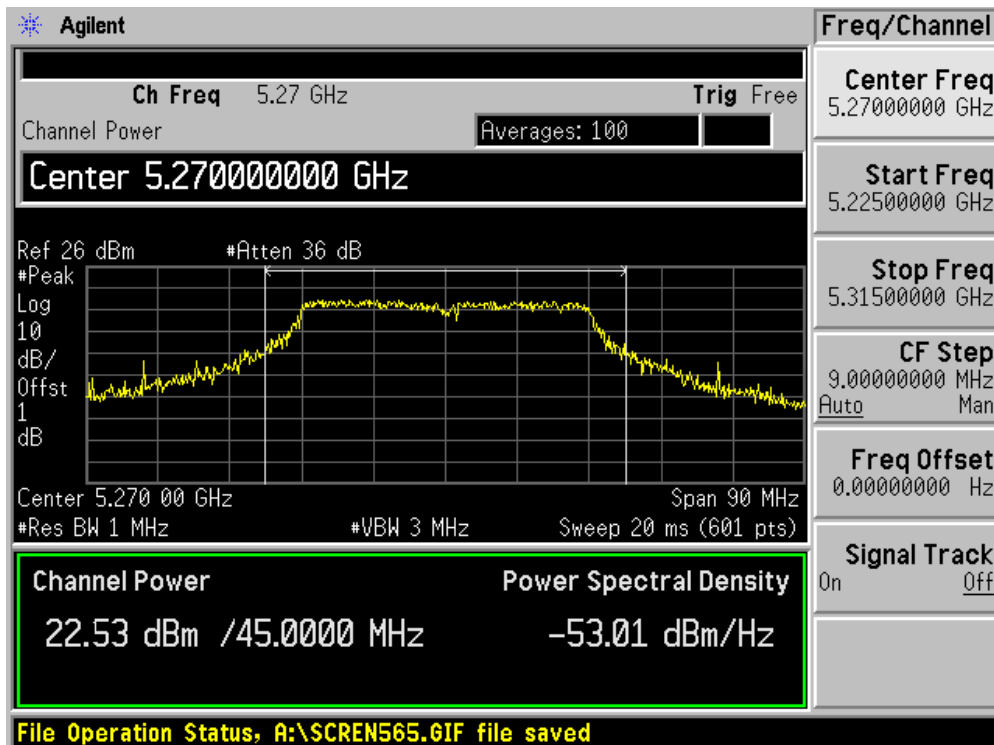 Agilent
Freq/Channel
Ch Freq 5.27 GHz Trig Free
Channel Power Averages: 100
Center 5.270000000 GHz
Ref 26 dBm #Atten 36 dB
#Peak
Log
10
dB/
Offst
1
dB
Center 5.270 00 GHz Span 90 MHz
#Res BW 1 MHz #VBW 3 MHz Sweep 20 ms (601 pts)
Channel Power Power Spectral Density
22.53 dBm /45.0000 MHz -53.01 dBm/Hz
File Operation Status, A:\SCREN565.GIF file saved
Center Freq
5.27000000 GHz
Start Freq
5.22500000 GHz
Stop Freq
5.31500000 GHz
CF Step
9.00000000 MHz
Auto Man
Freq Offset
0.00000000 Hz
Signal Track
On Off